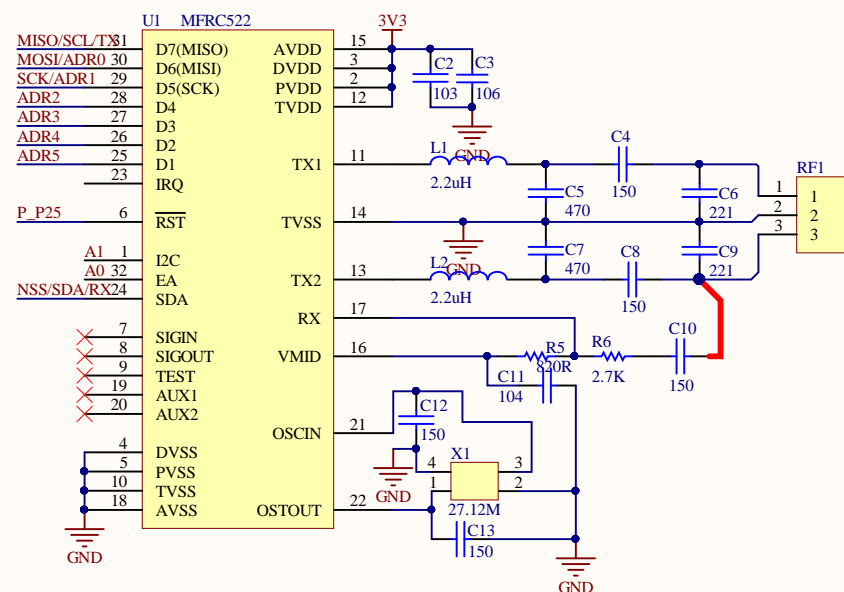 U1 MFRC522
3V3
MISO/SCL/TX 31 D7(MISO) AVDD 15
MOSI/ADR0 30 D6(MISI) DVDD 3 C2 C3
SCK/ADR1 29 D5(SCK) PVDD 2 103 106
ADR2 28 D4 TVDD 12
ADR3 27 D3 GND
ADR4 26 D2 L1 C4
ADR5 25 D1 TX1 11 RF1
23 IRQ 2.2uH C5 150 C6 1 1
P_P25 6 RST TVSS 14 470 221 2 2
GND 3 3
A1 1 I2C L2 C7 C8 C9
A0 32 EA TX2 13 470 221
NSS/SDA/RX 24 SDA 2.2uH 150
RX 17
7 SIGIN R5 R6 C10
8 SIGOUT VMID 16 820R 2.7K 150
9 TEST C11
19 AUX1 104
20 AUX2 C12
OSCIN 21 150
4 DVSS X1
5 PVSS 4 3
10 TVSS GND 1 2
18 AVSS OSTOUT 22 27.12M
C13
GND 150
GND